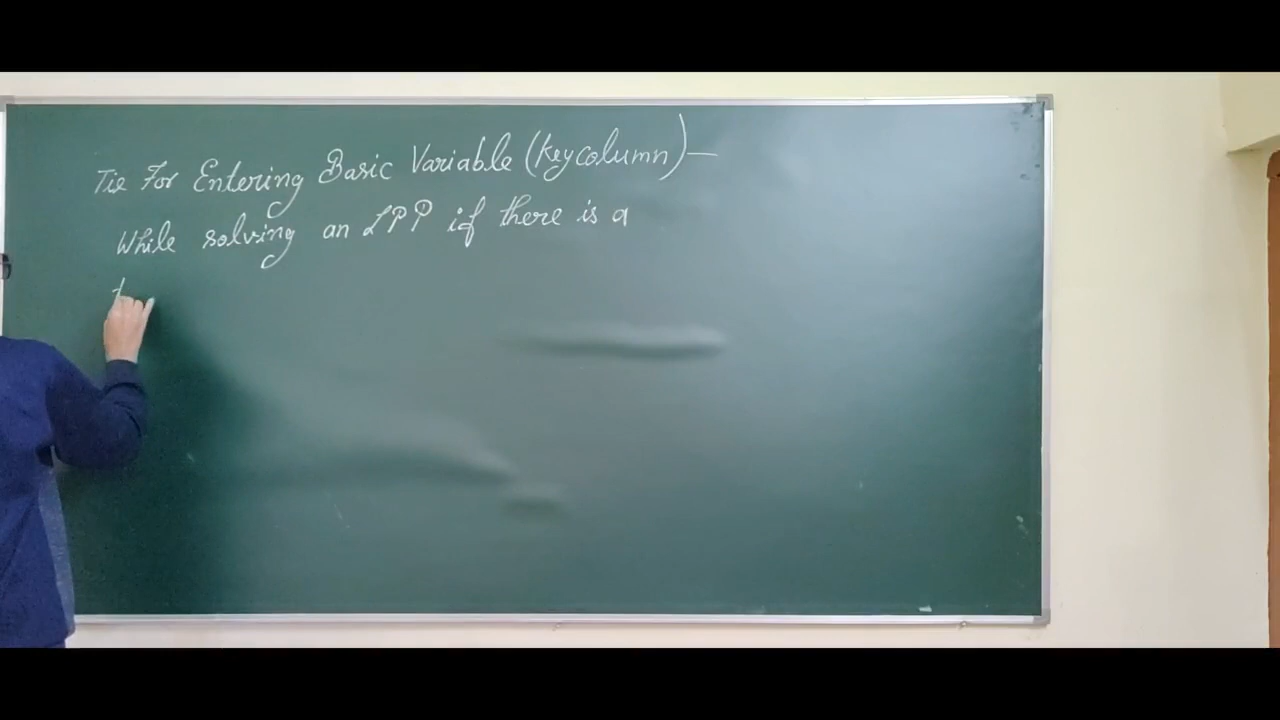 Tie For Entering Basic Variable (Key column) —
While solving an LPP if there is a
t